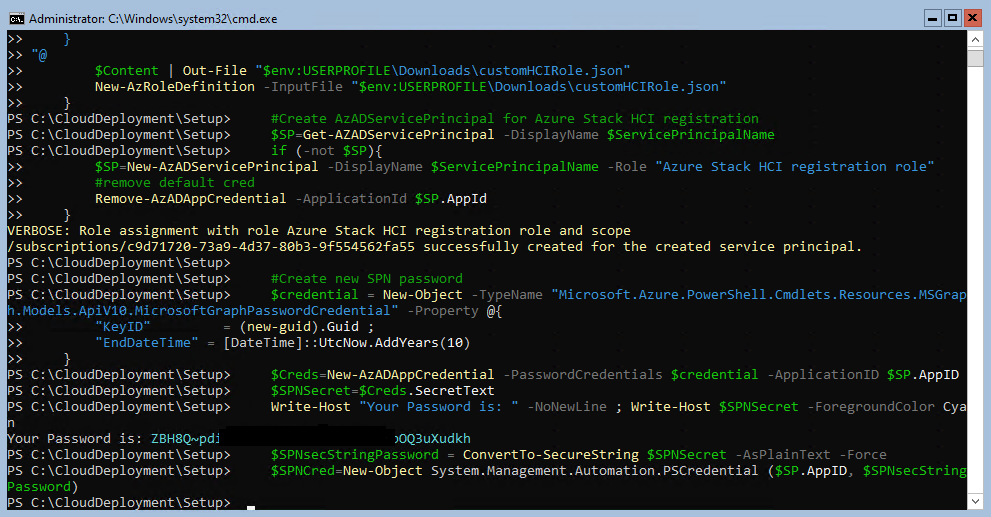 Administrator: C:\Windows\system32\cmd.exe
>>     }
>> "@
>>         $Content | Out-File "$env:USERPROFILE\Downloads\customHCIRole.json"
>>         New-AzRoleDefinition -InputFile "$env:USERPROFILE\Downloads\customHCIRole.json"
>>     }
PS C:\CloudDeployment\Setup>     #Create AzADServicePrincipal for Azure Stack HCI registration
PS C:\CloudDeployment\Setup>     $SP=Get-AZADServicePrincipal -DisplayName $ServicePrincipalName
PS C:\CloudDeployment\Setup>     if (-not $SP){
>>         $SP=New-AzADServicePrincipal -DisplayName $ServicePrincipalName -Role "Azure Stack HCI registration role"
>>         #remove default cred
>>         Remove-AzADAppCredential -ApplicationId $SP.AppId
>>     }
VERBOSE: Role assignment with role Azure Stack HCI registration role and scope
/subscriptions/c9d71720-73a9-4d37-80b3-9f554562fa55 successfully created for the created service principal.
PS C:\CloudDeployment\Setup>
PS C:\CloudDeployment\Setup>     #Create new SPN password
PS C:\CloudDeployment\Setup>     $credential = New-Object -TypeName "Microsoft.Azure.PowerShell.Cmdlets.Resources.MSGrap
h.Models.ApiV10.MicrosoftGraphPasswordCredential" -Property @{
>>         "KeyID"         = (new-guid).Guid ;
>>         "EndDateTime" = [DateTime]::UtcNow.AddYears(10)
>>     }
PS C:\CloudDeployment\Setup>     $Creds=New-AzADAppCredential -PasswordCredentials $credential -ApplicationID $SP.AppID
PS C:\CloudDeployment\Setup>     $SPNSecret=$Creds.SecretText
PS C:\CloudDeployment\Setup>     Write-Host "Your Password is: " -NoNewLine ; Write-Host $SPNSecret -ForegroundColor Cya
n
Your Password is: ZBH8Q~pdi OQ3uXudkh
PS C:\CloudDeployment\Setup>     $SPNsecStringPassword = ConvertTo-SecureString $SPNSecret -AsPlainText -Force
PS C:\CloudDeployment\Setup>     $SPNCred=New-Object System.Management.Automation.PSCredential ($SP.AppID, $SPNsecString
Password)
PS C:\CloudDeployment\Setup>